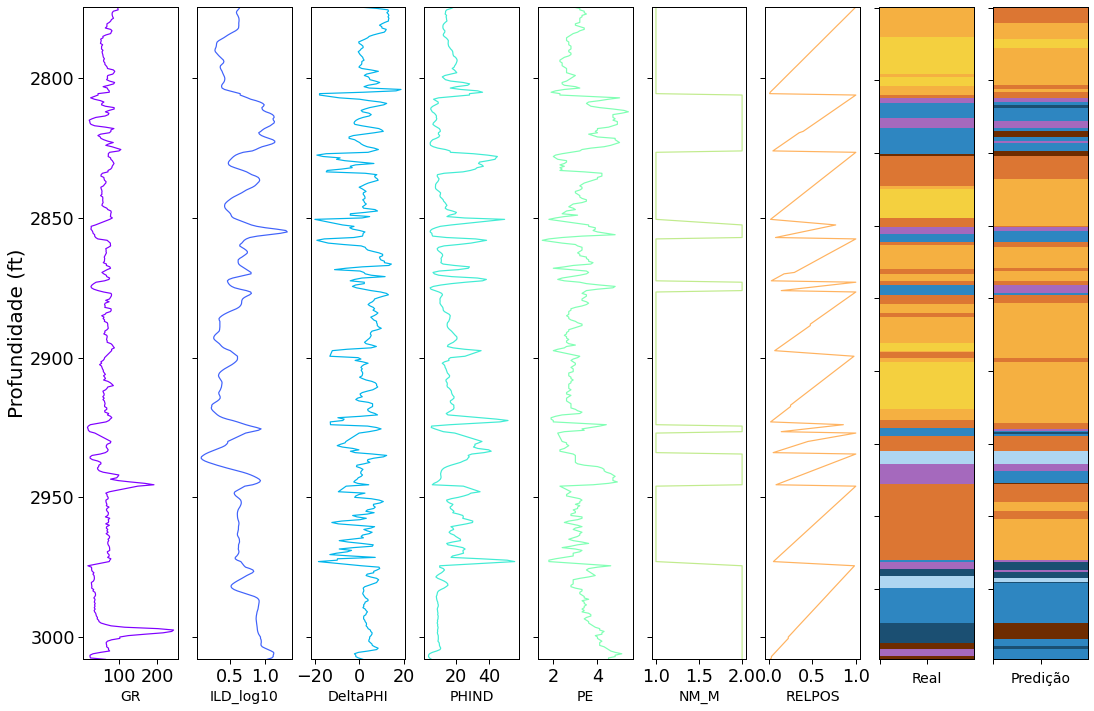 Profundidade (ft)
2800
2850
2900
2950
3000
100 200
GR
0.5 1.0
ILD_log10
−20 0 20
DeltaPHI
20 40
PHIND
2 4
PE
1.0 1.5 2.0
NM_M
0.0 0.5 1.0
RELPOS
Real
Predição